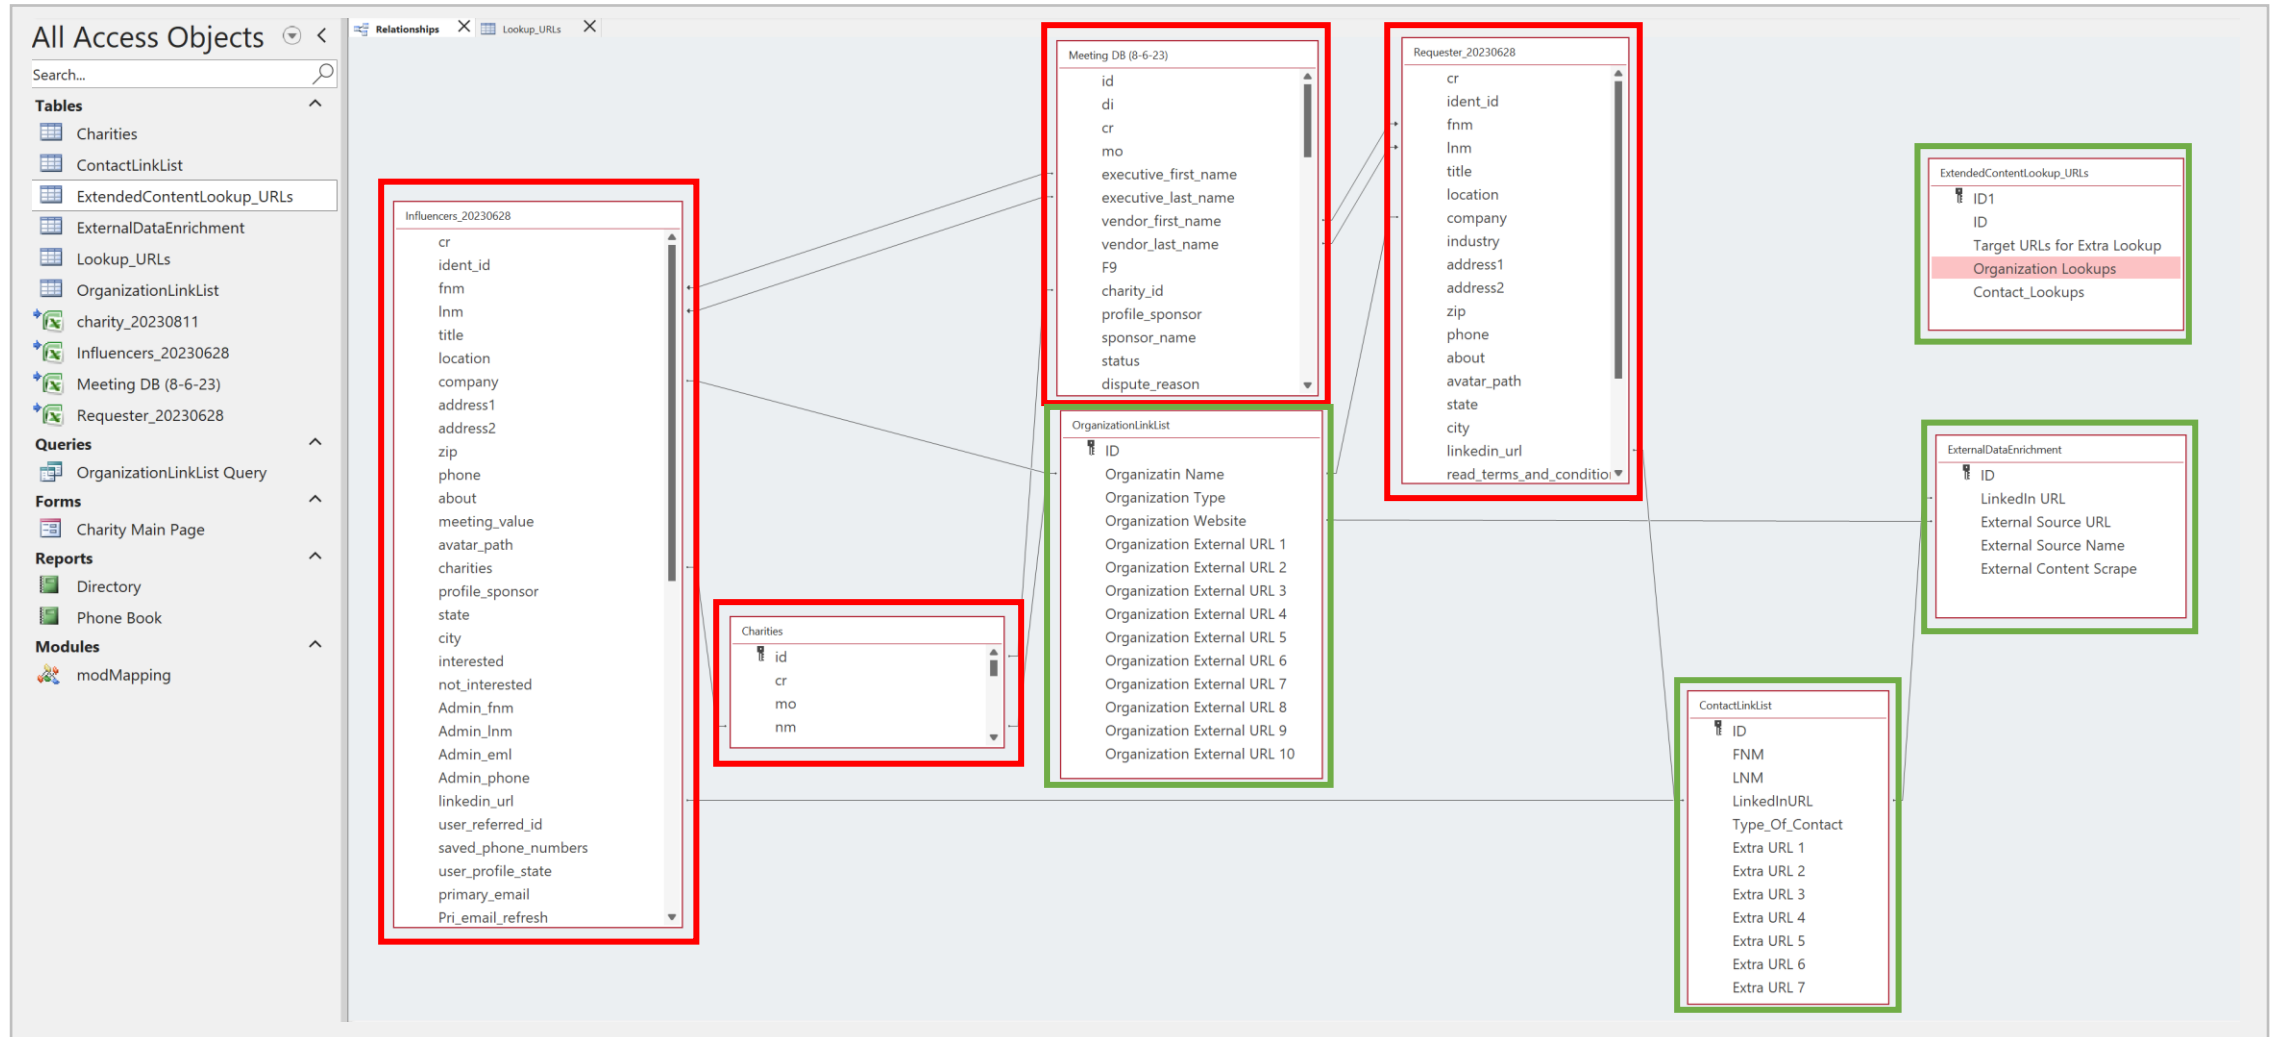 All Access Objects
Search...
Tables
Charities
ContactLinkList
ExtendedContentLookup_URLs
ExternalDataEnrichment
Lookup_URLs
OrganizationLinkList
charity_20230811
Influencers_20230628
Meeting DB (8-6-23)
Requester_20230628
Queries
OrganizationLinkList Query
Forms
Charity Main Page
Reports
Directory
Phone Book
Modules
modMapping
Relationships
Lookup_URLs
Influencers_20230628
cr
ident_id
fnm
lnm
title
location
company
address1
address2
zip
phone
about
meeting_value
avatar_path
charities
profile_sponsor
state
city
interested
not_interested
Admin_fnm
Admin_lnm
Admin_eml
Admin_phone
linkedin_url
user_referred_id
saved_phone_numbers
user_profile_state
primary_email
Pri_email_refresh
Charities
id
cr
mo
nm
Meeting DB (8-6-23)
id
di
cr
mo
executive_first_name
executive_last_name
vendor_first_name
vendor_last_name
F9
charity_id
profile_sponsor
sponsor_name
status
dispute_reason
OrganizationLinkList
ID
Organizatin Name
Organization Type
Organization Website
Organization External URL 1
Organization External URL 2
Organization External URL 3
Organization External URL 4
Organization External URL 5
Organization External URL 6
Organization External URL 7
Organization External URL 8
Organization External URL 9
Organization External URL 10
Requester_20230628
cr
ident_id
fnm
lnm
title
location
company
industry
address1
address2
zip
phone
about
avatar_path
state
city
linkedin_url
read_terms_and_conditio
ContactLinkList
ID
FNM
LNM
LinkedInURL
Type_Of_Contact
Extra URL 1
Extra URL 2
Extra URL 3
Extra URL 4
Extra URL 5
Extra URL 6
Extra URL 7
ExtendedContentLookup_URLs
ID1
ID
Target URLs for Extra Lookup
Organization Lookups
Contact_Lookups
ExternalDataEnrichment
ID
LinkedIn URL
External Source URL
External Source Name
External Content Scrape